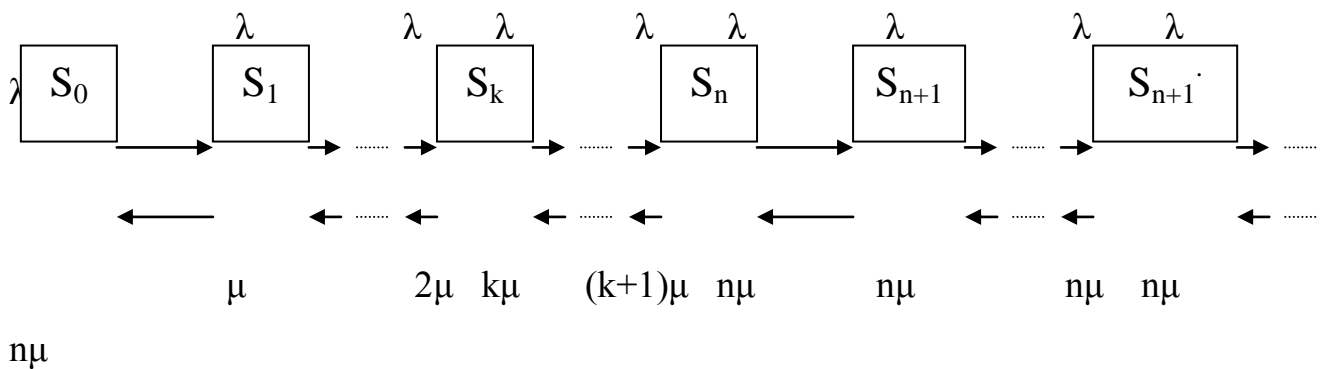 λ λ λ λ λ λ λ λ
λ S₀ S₁ Sₖ Sₙ Sₙ₊₁ Sₙ₊₁.
........ ........ ........ ........
........ ........ ........ ........
μ 2μ kμ (k+1)μ nμ nμ nμ nμ
nμ